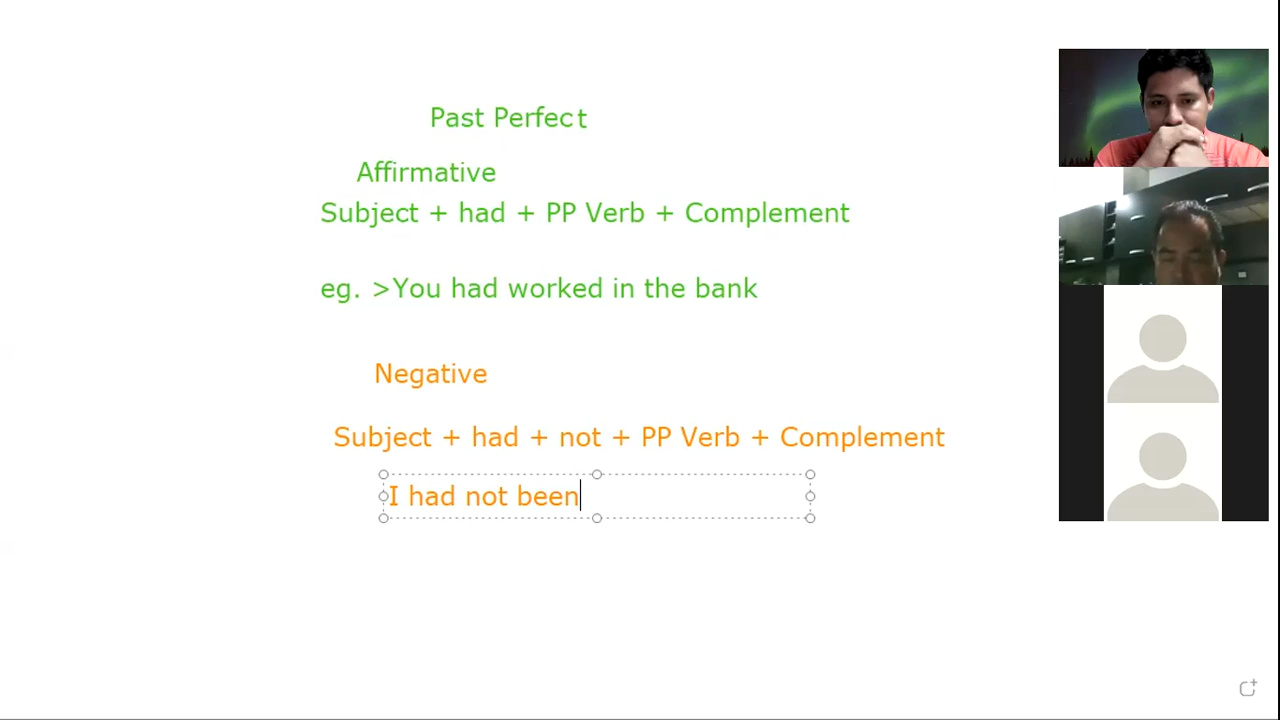 Past Perfect
Affirmative
Subject + had + PP Verb + Complement
eg. >You had worked in the bank
Negative
Subject + had + not + PP Verb + Complement
I had not been